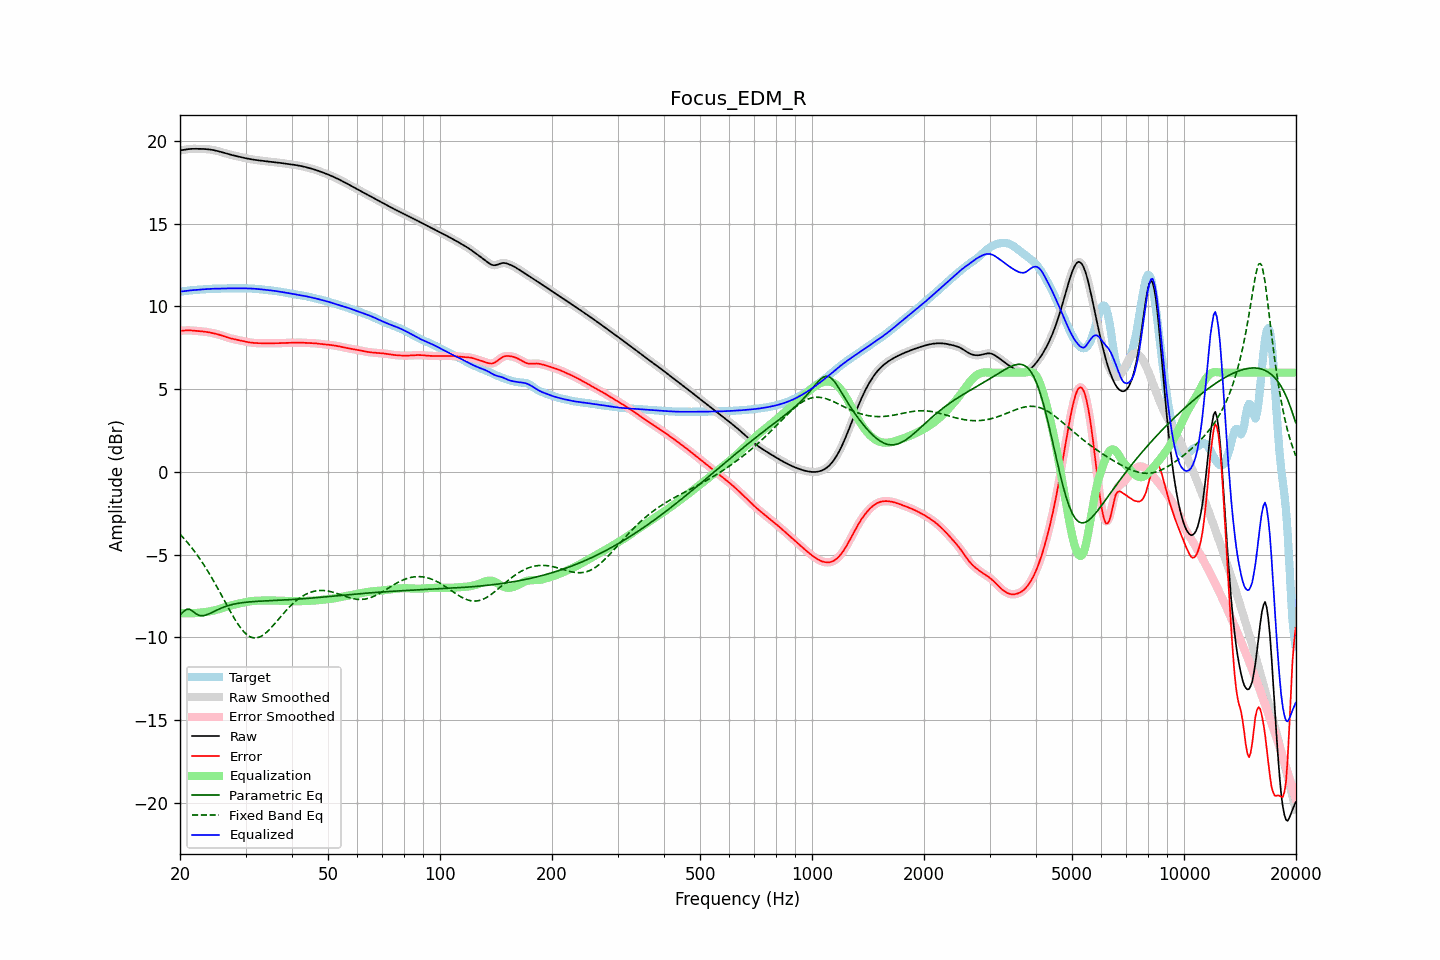 Focus_EDM_R
Amplitude (dBr)
20
15
10
5
0
−5
−10
−15
−20
Target
Raw Smoothed
Error Smoothed
Raw
Error
Equalization
Parametric Eq
Fixed Band Eq
Equalized
20 50 100 200 500 1000 2000 5000 10000 20000
Frequency (Hz)